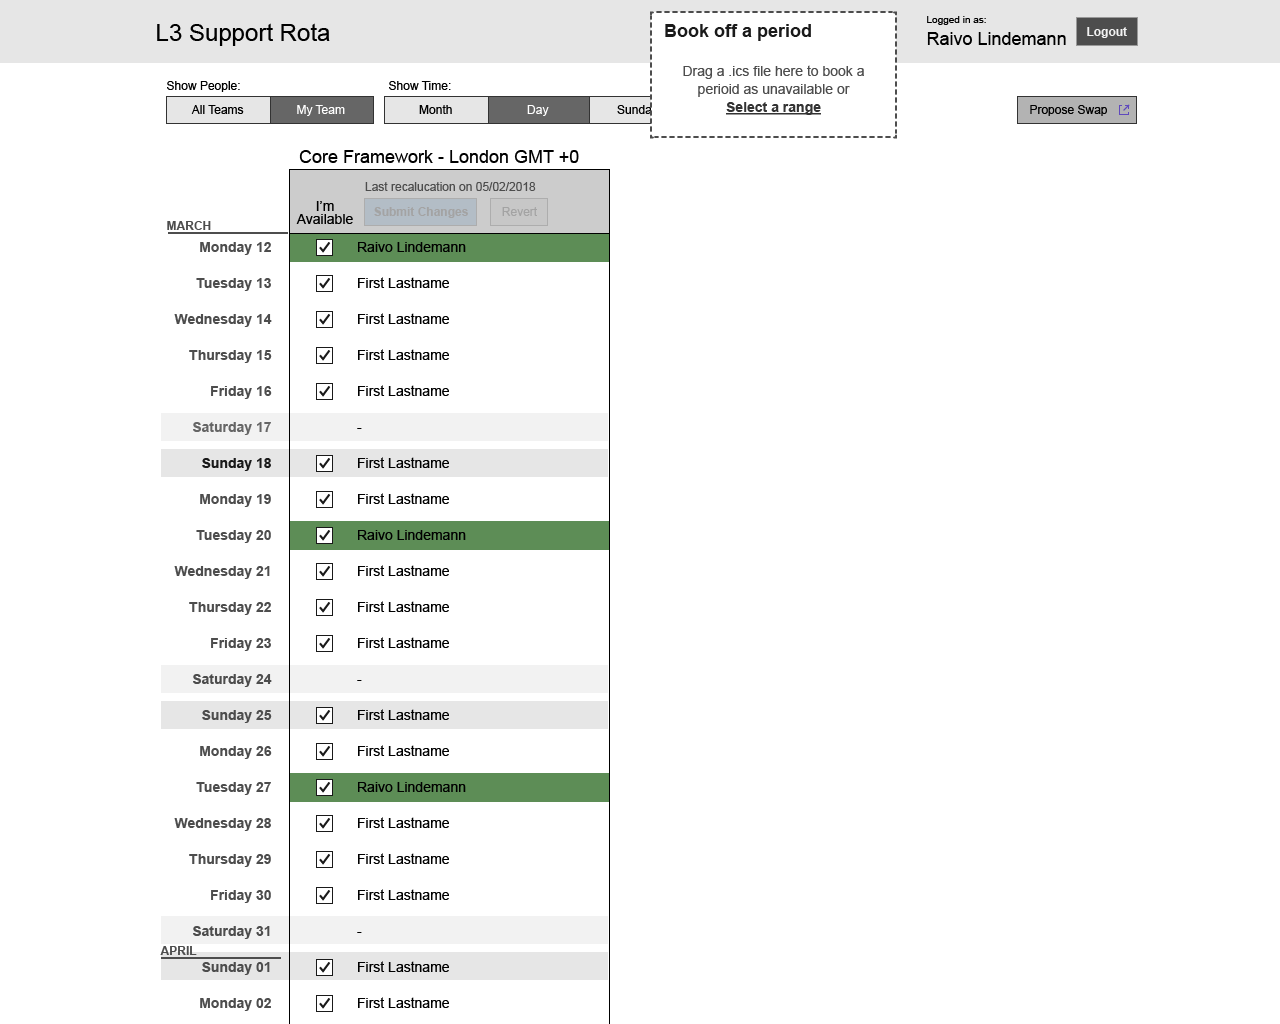 L3 Support Rota
Book off a period
Drag a .ics file here to book a
perioid as unavailable or
Select a range
Logged in as:
Raivo Lindemann
Logout
Show People:
All Teams
My Team
Show Time:
Month
Day
Sunda
Propose Swap
Core Framework - London GMT +0
Last recalucation on 05/02/2018
I'm
Available
Submit Changes
Revert
MARCH
Monday 12 Raivo Lindemann
Tuesday 13 First Lastname
Wednesday 14 First Lastname
Thursday 15 First Lastname
Friday 16 First Lastname
Saturday 17 -
Sunday 18 First Lastname
Monday 19 First Lastname
Tuesday 20 Raivo Lindemann
Wednesday 21 First Lastname
Thursday 22 First Lastname
Friday 23 First Lastname
Saturday 24 -
Sunday 25 First Lastname
Monday 26 First Lastname
Tuesday 27 Raivo Lindemann
Wednesday 28 First Lastname
Thursday 29 First Lastname
Friday 30 First Lastname
Saturday 31 -
APRIL
Sunday 01 First Lastname
Monday 02 First Lastname